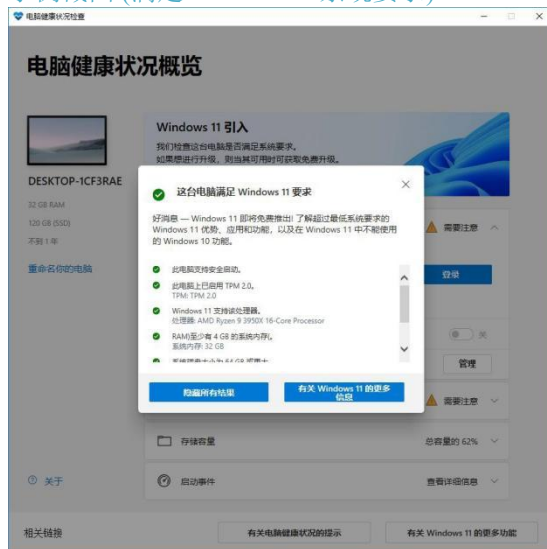 电脑健康状况检查
电脑健康状况概览
Windows 11 引入
我们检查这台电脑是否满足系统要求。
如果想进行升级，则当其可用时可获取免费升级。
DESKTOP-1CF3RAE
32 GB RAM
120 GB (SSD)
不到 1 年
重命名你的电脑
这台电脑满足 Windows 11 要求
好消息 — Windows 11 即将免费推出! 了解超过最低系统要求的
Windows 11 优势、应用和功能，以及在 Windows 11 中不能使用
的 Windows 10 功能。
此电脑支持安全启动。
此电脑上已启用 TPM 2.0。
TPM: TPM 2.0
Windows 11 支持该处理器。
处理器: AMD Ryzen 9 3950X 16-Core Processor
RAM)至少有 4 GB 的系统内存(。
系统内存: 32 GB
隐藏所有结果
有关 Windows 11 的更多
信息
需要注意
登录
关
管理
需要注意
存储容量
总容量的 62%
启动事件
查看详细信息
关于
相关链接
有关电脑健康状况的提示
有关 Windows 11 的更多功能